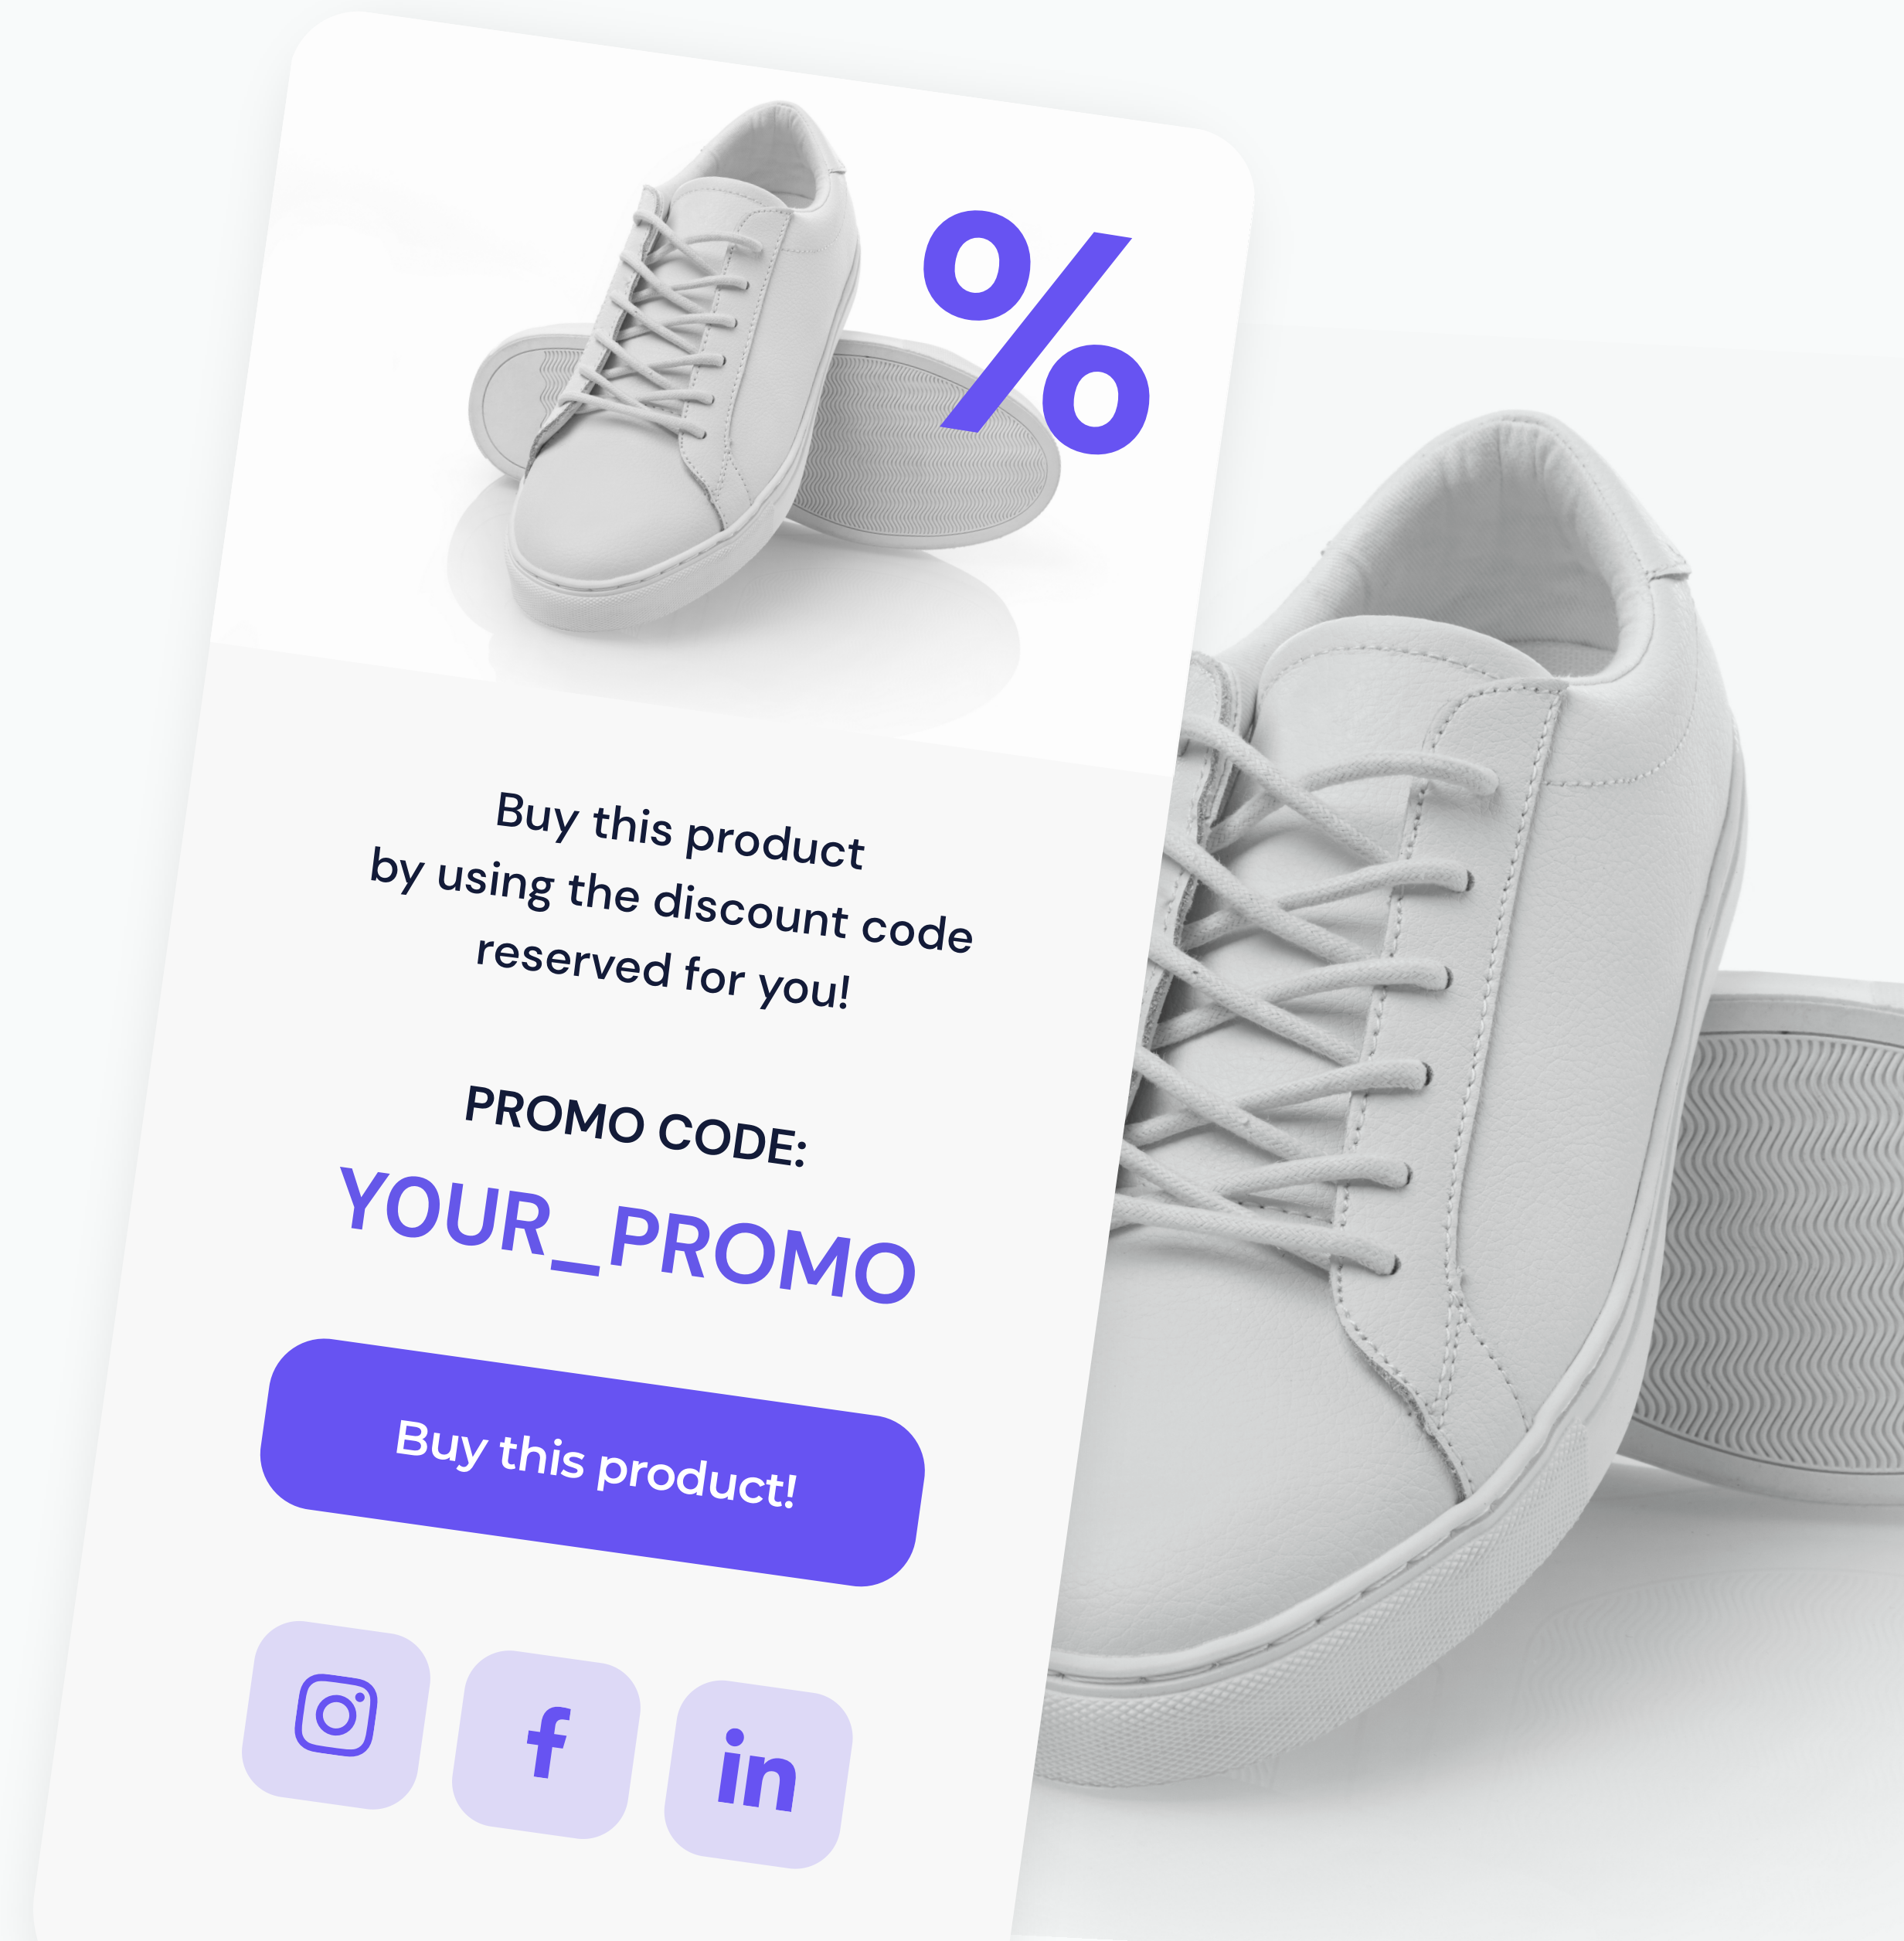 %
Buy this product
by using the discount code
reserved for you!
PROMO CODE:
YOUR_PROMO
Buy this product!
f
in